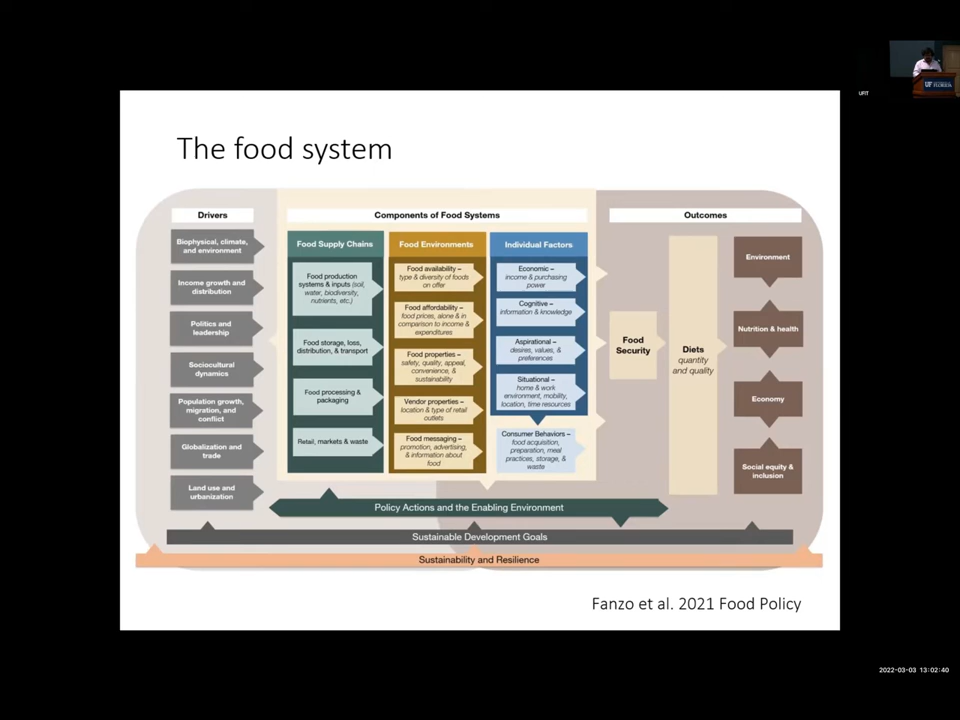 The food system
Drivers
Biophysical, climate,
and environment
Income growth and
distribution
Politics and
leadership
Sociocultural
dynamics
Population growth,
migration, and
conflict
Globalization and
trade
Land use and
urbanization
Components of Food Systems
Food Supply Chains
Food production
systems & inputs (soil,
water, biodiversity,
nutrients, etc.)
Food storage, loss,
distribution, & transport
Food processing &
packaging
Retail, markets & waste
Food Environments
Food availability –
type & diversity of foods
on offer
Food affordability –
food prices, alone & in
comparison to income &
expenditures
Food properties –
safety, quality, appeal,
convenience, &
sustainability
Vendor properties –
location & type of retail
outlets
Food messaging –
promotion, advertising,
& information about
food
Individual Factors
Economic –
income & purchasing
power
Cognitive –
information & knowledge
Aspirational –
desires, values, &
preferences
Situational –
home & work
environment, mobility,
location, time resources
Consumer Behaviors –
food acquisition,
preparation, meal
practices, storage, &
waste
Outcomes
Food
Security
Diets
quantity
and quality
Environment
Nutrition & health
Economy
Social equity &
inclusion
Policy Actions and the Enabling Environment
Sustainable Development Goals
Sustainability and Resilience
Fanzo et al. 2021 Food Policy
UFIT
UF FLORIDA
2022-03-03 13:02:40